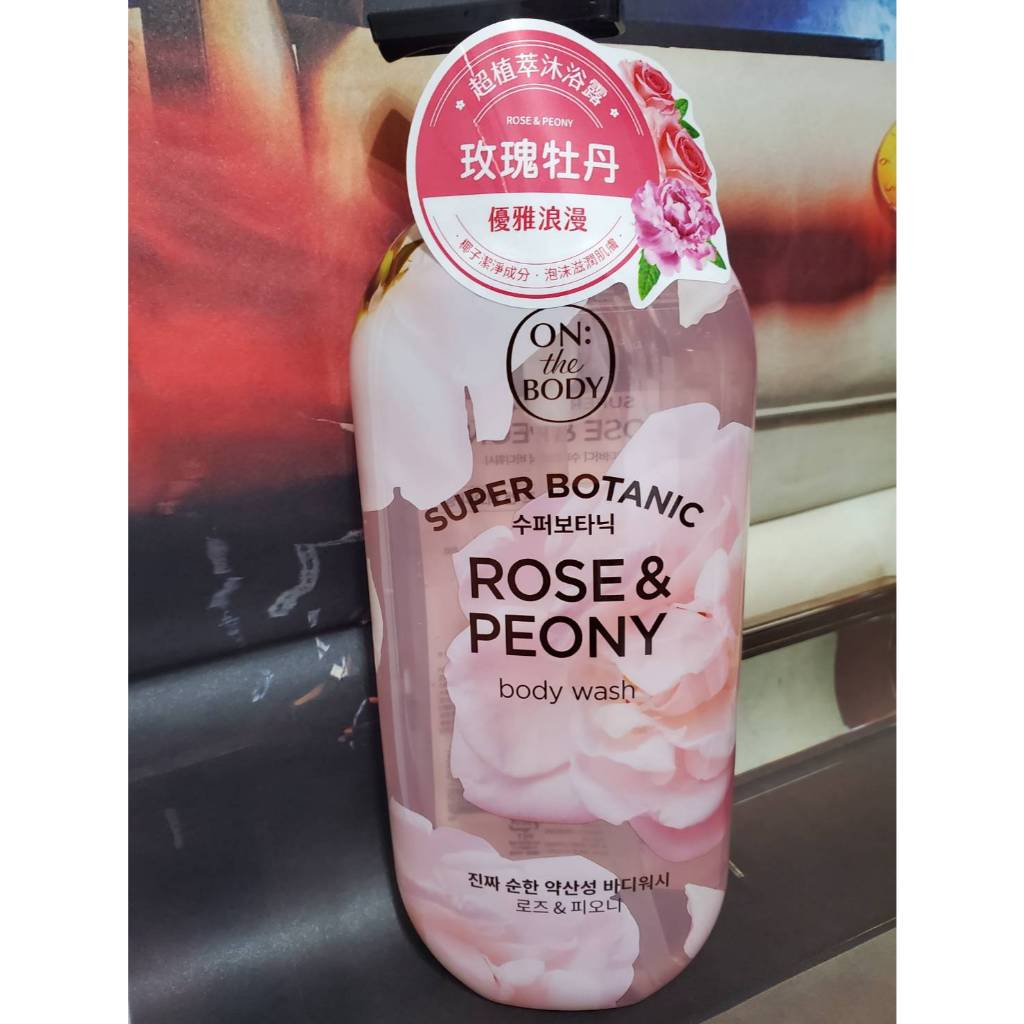 超植萃沐浴露
ROSE & PEONY
玫瑰牡丹
優雅浪漫
椰子潔淨成分・泡沫滋潤肌膚
ON:
the
BODY
SUPER BOTANIC
수퍼보타닉
ROSE &
PEONY
body wash
진짜 순한 약산성 바디워시
로즈 & 피오니